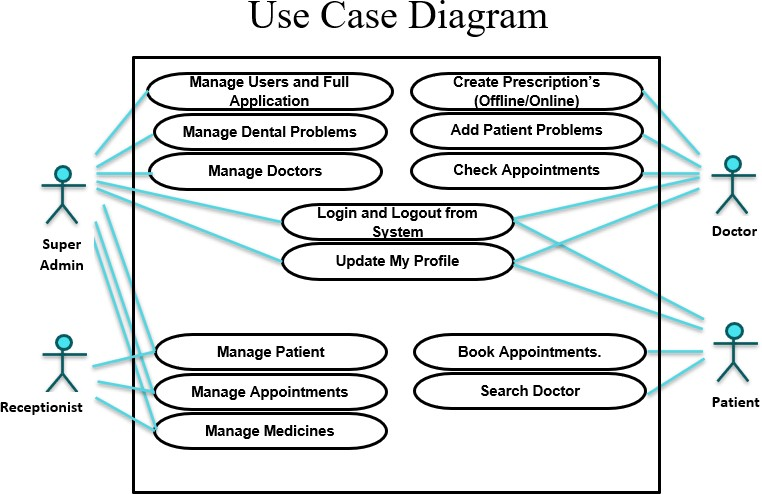 Use Case Diagram
Manage Users and Full
Application
Create Prescription's
(Offline/Online)
Manage Dental Problems
Add Patient Problems
Manage Doctors
Check Appointments
Login and Logout from
System
Super
Admin
Doctor
Update My Profile
Manage Patient
Book Appointments.
Manage Appointments
Search Doctor
Receptionist
Patient
Manage Medicines